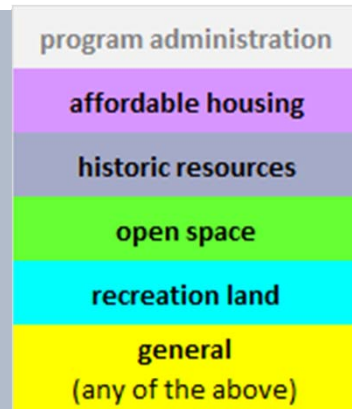 program administration
affordable housing
historic resources
open space
recreation land
general
(any of the above)